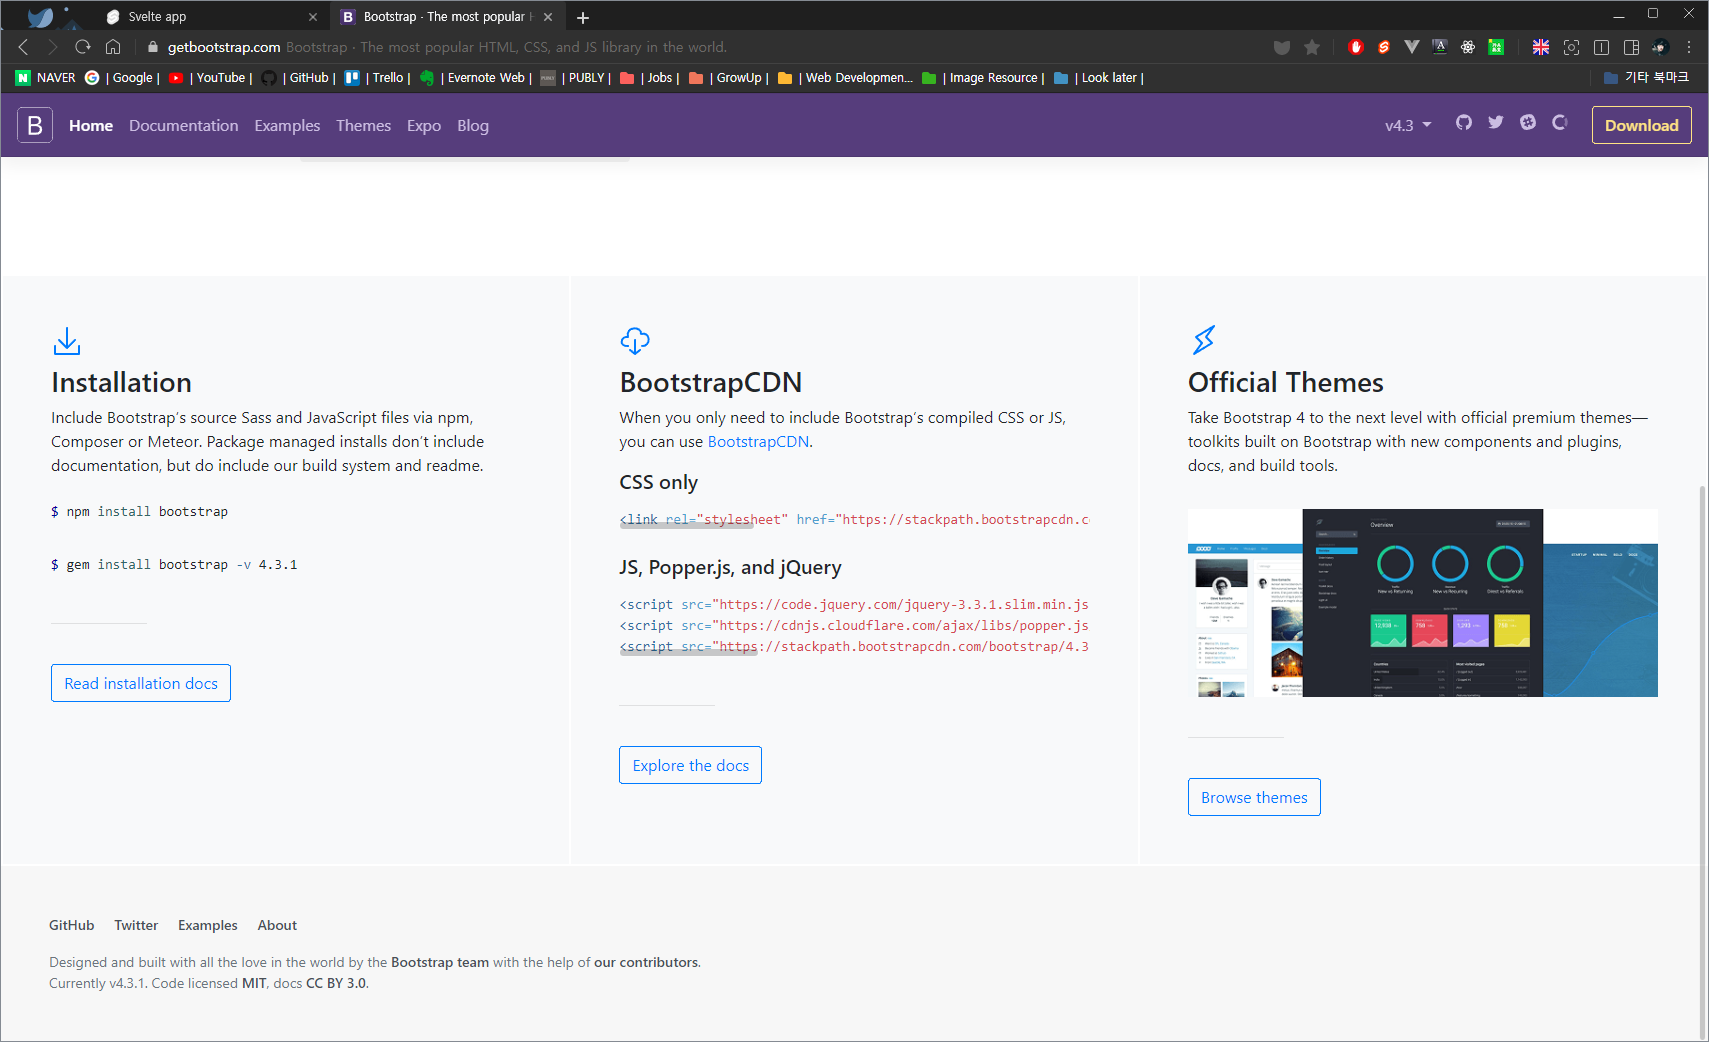 Svelte app
B Bootstrap · The most popular H
getbootstrap.com Bootstrap · The most popular HTML, CSS, and JS library in the world.
N NAVER | Google | | YouTube | | GitHub | | Trello | | Evernote Web | | PUBLY | | Jobs | | GrowUp | | Web Developmen... | Image Resource | | Look later | 기타 북마크
B Home Documentation Examples Themes Expo Blog v4.3 Download
Installation
Include Bootstrap's source Sass and JavaScript files via npm,
Composer or Meteor. Package managed installs don't include
documentation, but do include our build system and readme.
$ npm install bootstrap
$ gem install bootstrap -v 4.3.1
Read installation docs
BootstrapCDN
When you only need to include Bootstrap's compiled CSS or JS,
you can use BootstrapCDN.
CSS only
<link rel="stylesheet" href="https://stackpath.bootstrapcdn.c
JS, Popper.js, and jQuery
<script src="https://code.jquery.com/jquery-3.3.1.slim.min.js
<script src="https://cdnjs.cloudflare.com/ajax/libs/popper.js
<script src="https://stackpath.bootstrapcdn.com/bootstrap/4.3
Explore the docs
Official Themes
Take Bootstrap 4 to the next level with official premium themes—
toolkits built on Bootstrap with new components and plugins,
docs, and build tools.
Overview
New vs Returning New vs Returning Direct vs Referrals
Browse themes
GitHub Twitter Examples About
Designed and built with all the love in the world by the Bootstrap team with the help of our contributors.
Currently v4.3.1. Code licensed MIT, docs CC BY 3.0.